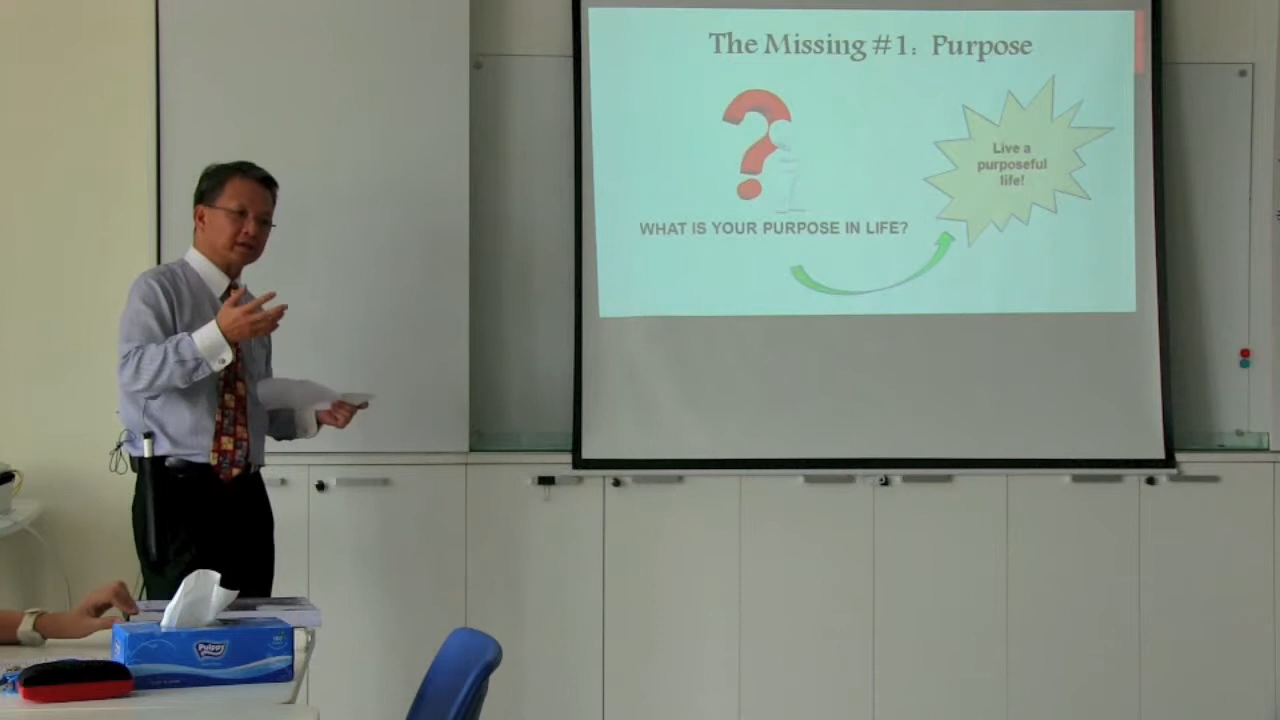 The Missing #1: Purpose
Live a
purposeful
life!
WHAT IS YOUR PURPOSE IN LIFE?
Pulppy